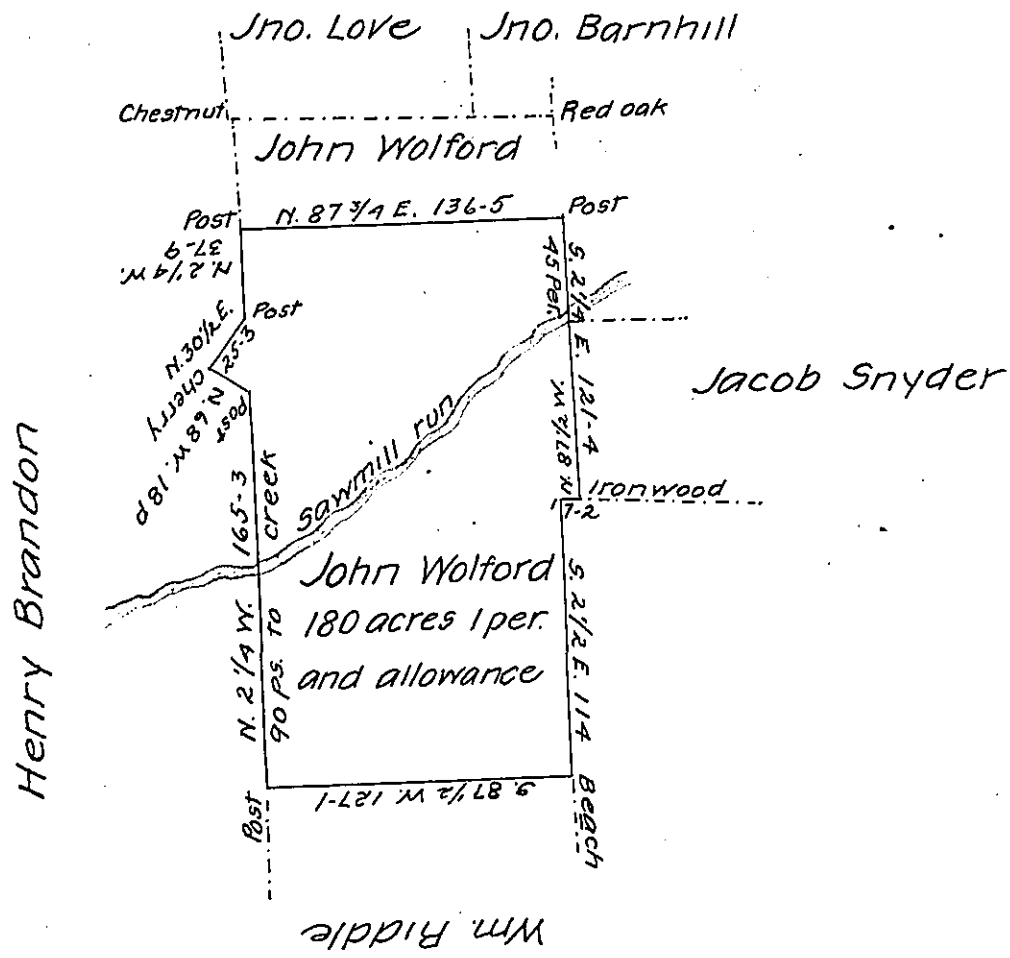 Jno. Love
Jno. Barnhill
Chestnut
Red oak
John Wolford
Post
N. 87 3/4 E. 136-5
Post
N. 2 1/4 W.
37-9
S. 2 1/4 E. 121-4
45 Per.
Post
N. 30 1/2 E.
25-3
cherry
N. 68 W. 18 P
Post
Jacob Snyder
Sawmill run
N. 87 1/2 W
17-2
Ironwood
Henry Brandon
N. 2 1/4 W. 165-3
90 ps. to creek
John Wolford
180 acres 1 per.
and allowance
S. 2 1/2 E. 114
S. 87 1/2 W. 127-1
Post
Beach
Wm. Riddle